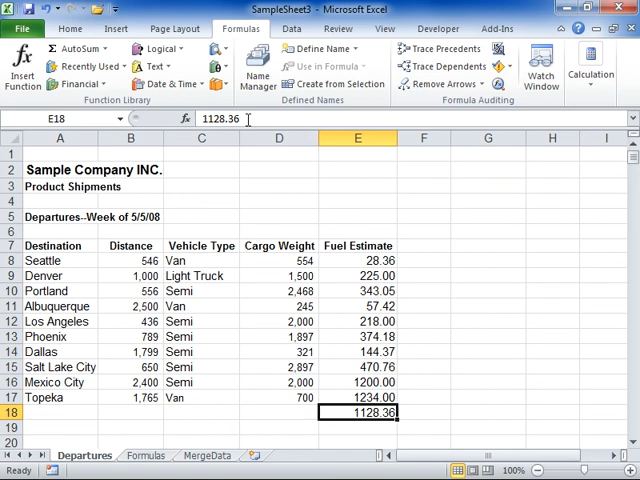 SampleSheet3 - Microsoft Excel
File Home Insert Page Layout Formulas Data Review View Developer Add-Ins
AutoSum Logical Define Name Trace Precedents
Recently Used Text Use in Formula Trace Dependents
Financial Date & Time Create from Selection Remove Arrows
Insert Function Name Manager Watch Window Calculation
Function Library Defined Names Formula Auditing
E18 fx 1128.36
A B C D E F G H I
1
2 Sample Company INC.
3 Product Shipments
4
5 Departures--Week of 5/5/08
6
7 Destination Distance Vehicle Type Cargo Weight Fuel Estimate
8 Seattle 546 Van 554 28.36
9 Denver 1,000 Light Truck 1,500 225.00
10 Portland 556 Semi 2,468 343.05
11 Albuquerque 2,500 Van 245 57.42
12 Los Angeles 436 Semi 2,000 218.00
13 Phoenix 789 Semi 1,897 374.18
14 Dallas 1,799 Semi 321 144.37
15 Salt Lake City 650 Semi 2,897 470.76
16 Mexico City 2,400 Semi 2,000 1200.00
17 Topeka 1,765 Van 700 1234.00
18 1128.36
19
20
Departures Formulas MergeData
Ready 100%